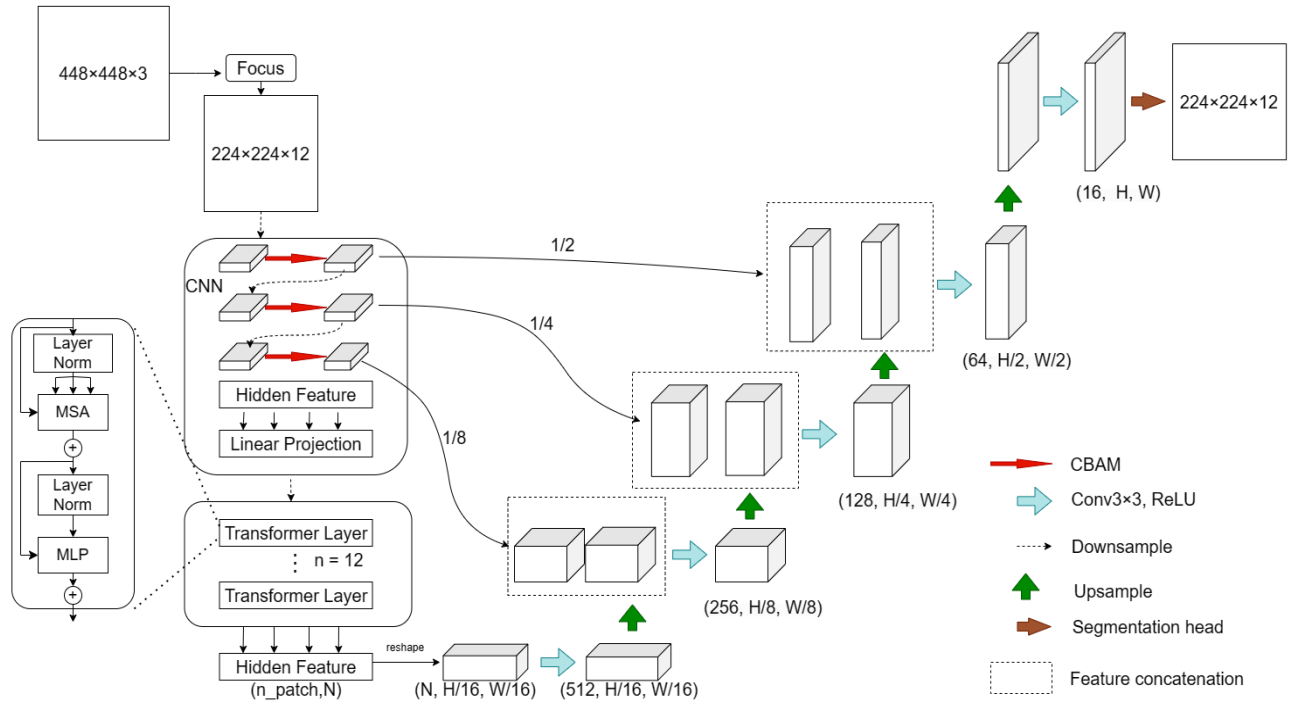 448×448×3
Focus
224×224×12
CNN
Hidden Feature
Linear Projection
Transformer Layer
n = 12
Transformer Layer
Hidden Feature
(n_patch,N)
Layer
Norm
MSA
+
Layer
Norm
MLP
+
reshape
(N, H/16, W/16)
(512, H/16, W/16)
1/8
(256, H/8, W/8)
1/4
(128, H/4, W/4)
1/2
(64, H/2, W/2)
(16, H, W)
224×224×12
CBAM
Conv3×3, ReLU
Downsample
Upsample
Segmentation head
Feature concatenation